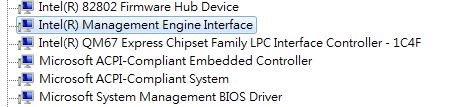 Intel(R) 82802 Firmware Hub Device
Intel(R) Management Engine Interface
Intel(R) QM67 Express Chipset Family LPC Interface Controller - 1C4F
Microsoft ACPI-Compliant Embedded Controller
Microsoft ACPI-Compliant System
Microsoft System Management BIOS Driver